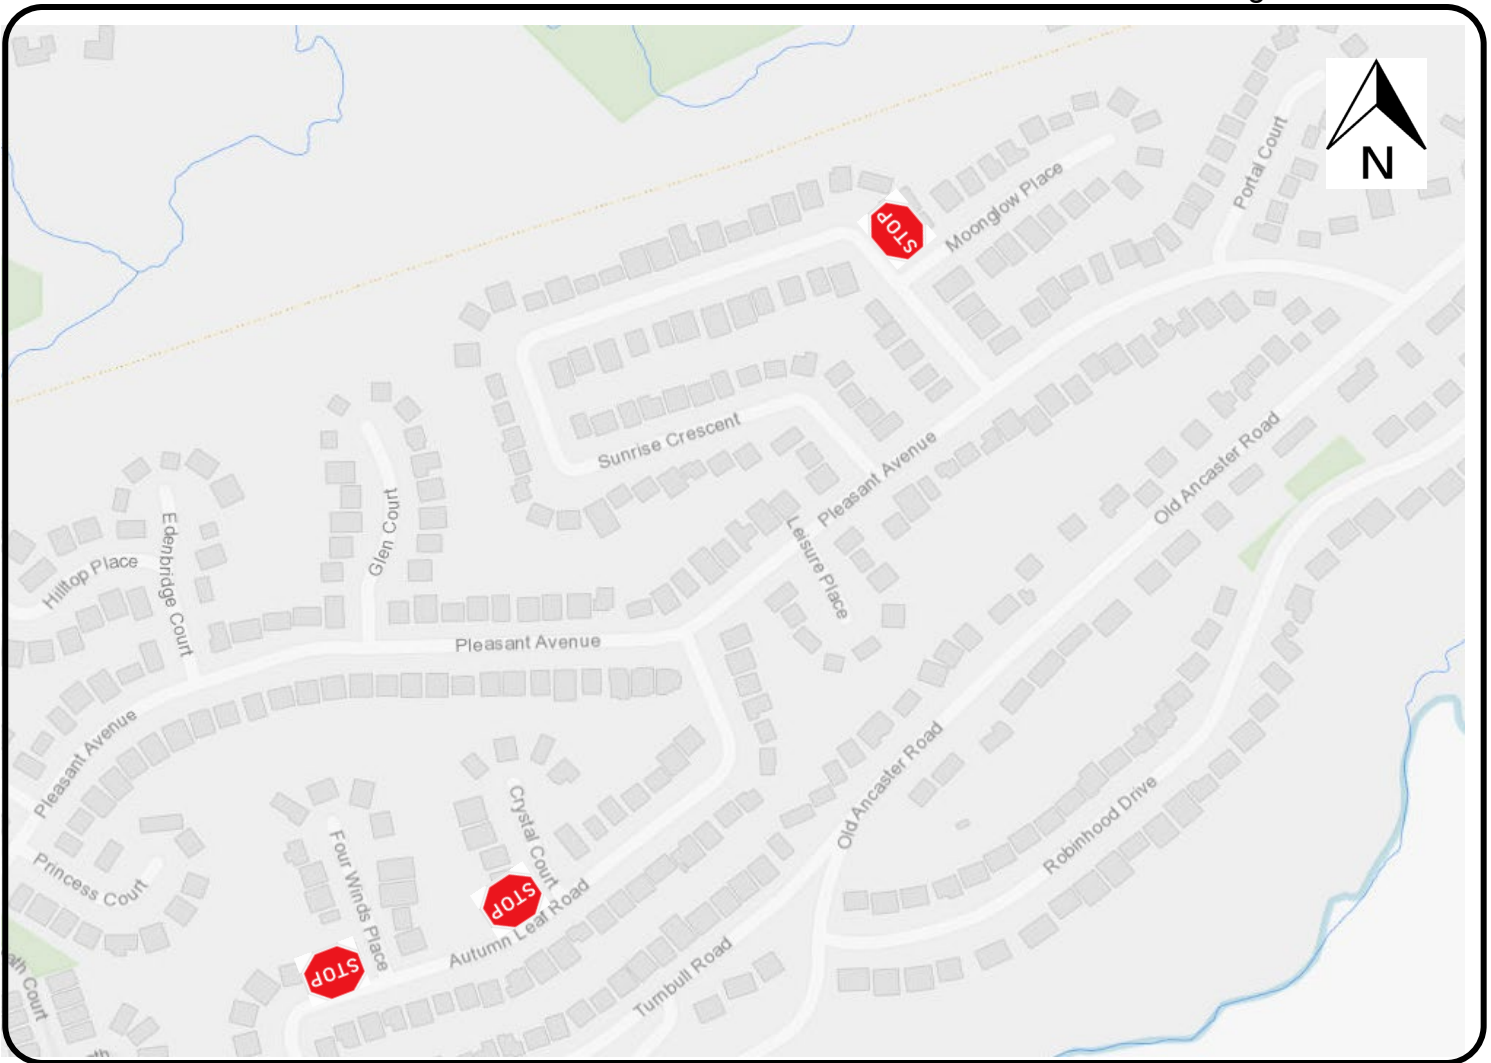 N
Portal Court
Moonglow Place
STOP
Sunrise Crescent
Pleasant Avenue
Old Ancaster Road
Glen Court
Leisure Place
Edenbridge Court
Hilltop Place
Pleasant Avenue
Pleasant Avenue
Old Ancaster Road
Robinhood Drive
Crystal Court
Four Winds Place
Princess Court
STOP
Autumn Leaf Road
STOP
Turnbull Road
Court